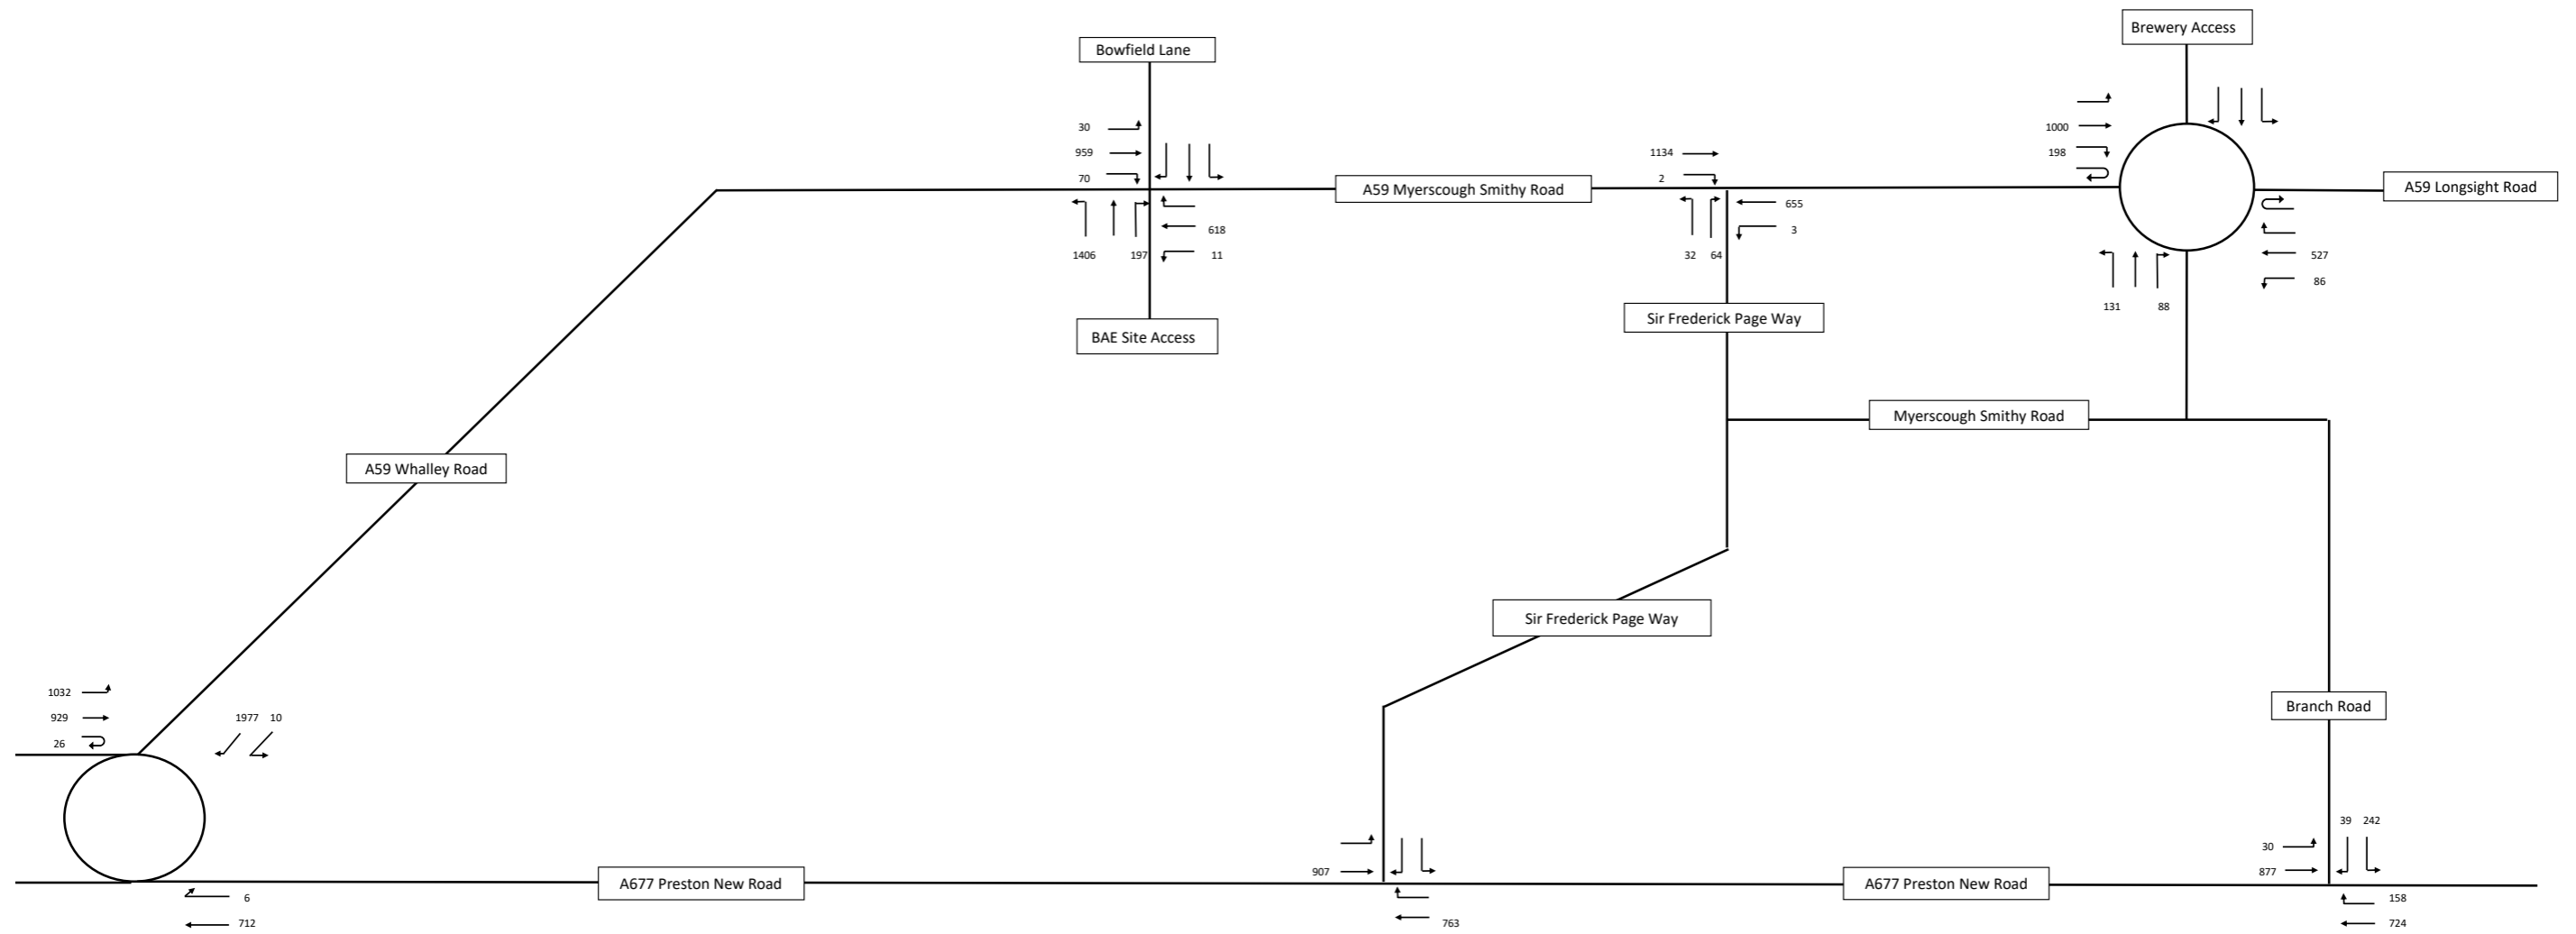 Brewery Access
Bowfield Lane
1000
198
30
959
70
1134
2
A59 Myerscough Smithy Road
A59 Longsight Road
655
3
618
11
1406
197
32
64
527
86
131
88
Sir Frederick Page Way
BAE Site Access
Myerscough Smithy Road
A59 Whalley Road
Sir Frederick Page Way
1032
929
26
1977
10
Branch Road
39
242
30
877
907
A677 Preston New Road
A677 Preston New Road
6
712
763
158
724